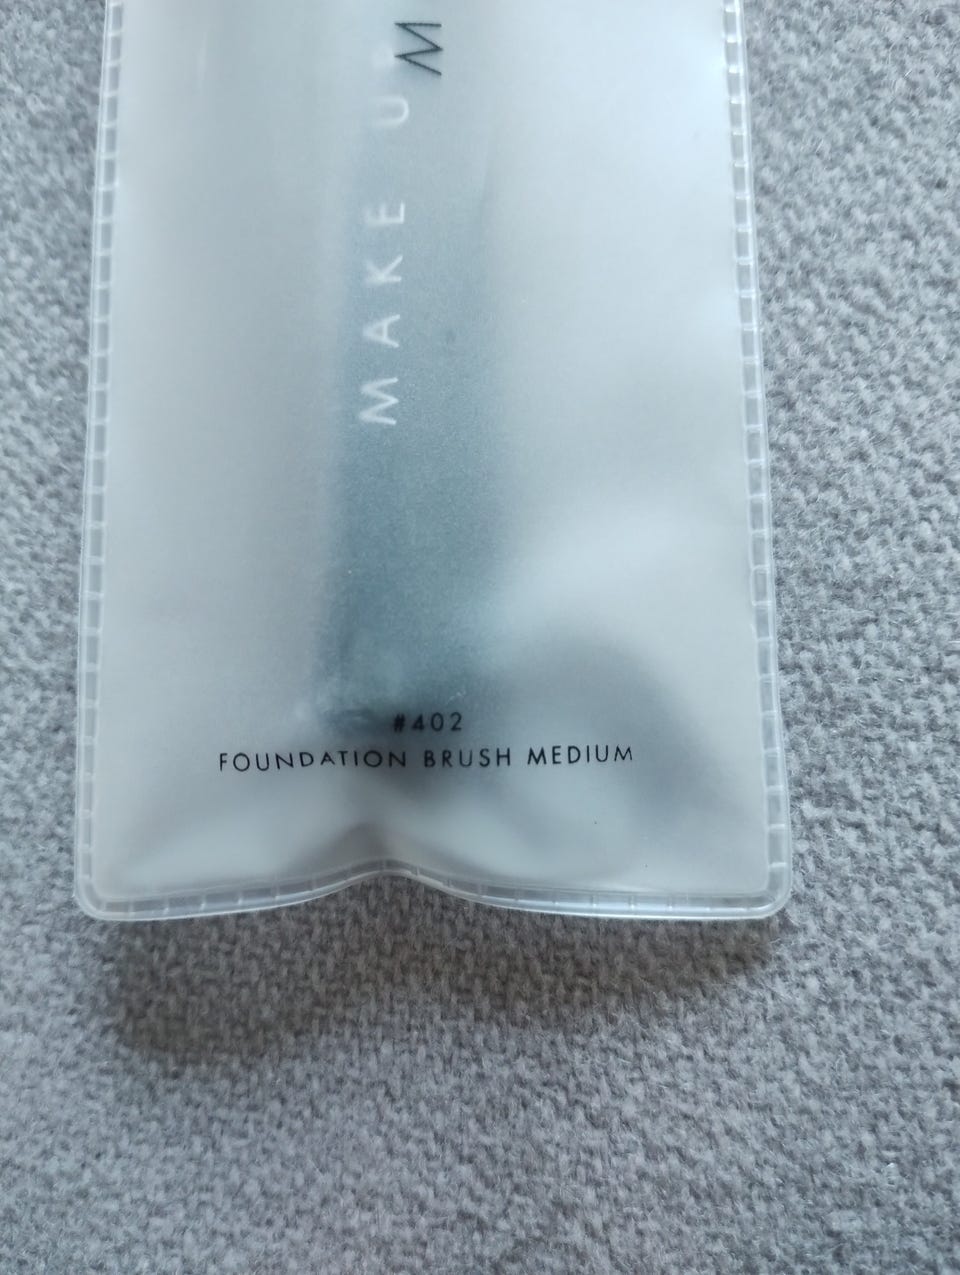 MAKE U
M
#402
FOUNDATION BRUSH MEDIUM